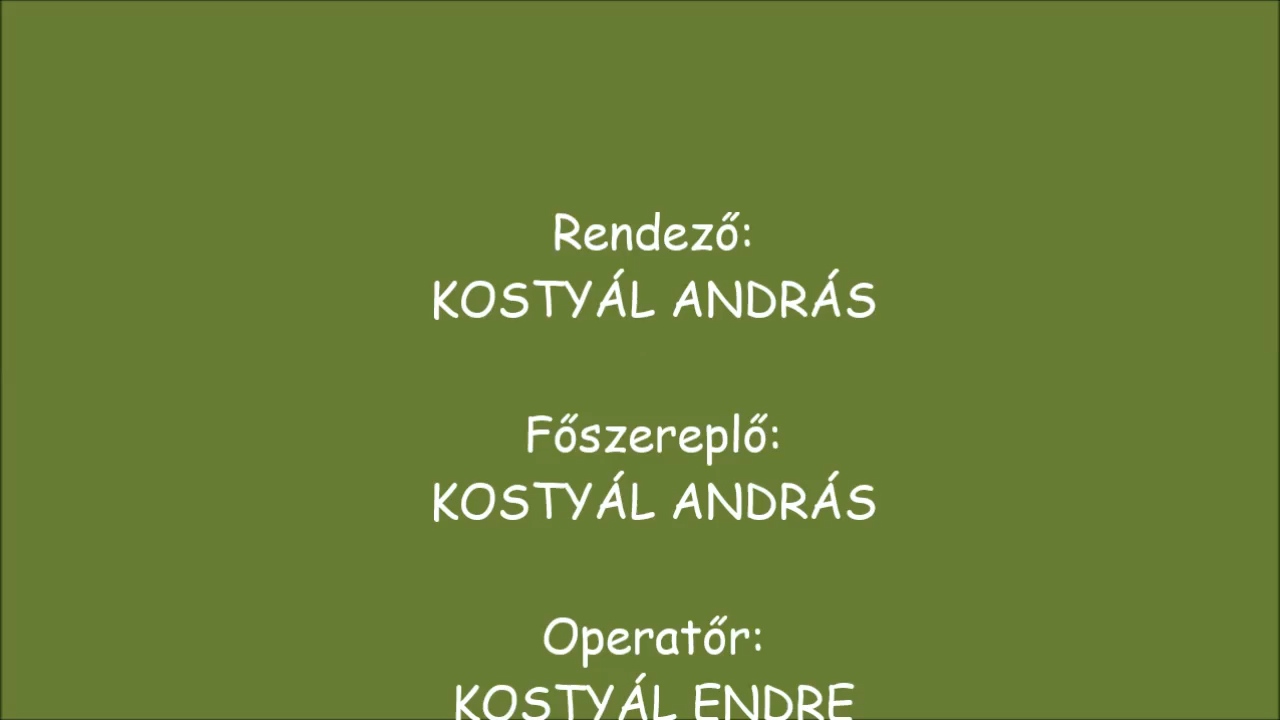 Rendező:
KOSTYÁL ANDRÁS
Főszereplő:
KOSTYÁL ANDRÁS
Operatőr:
KOSTYÁL ENDRE